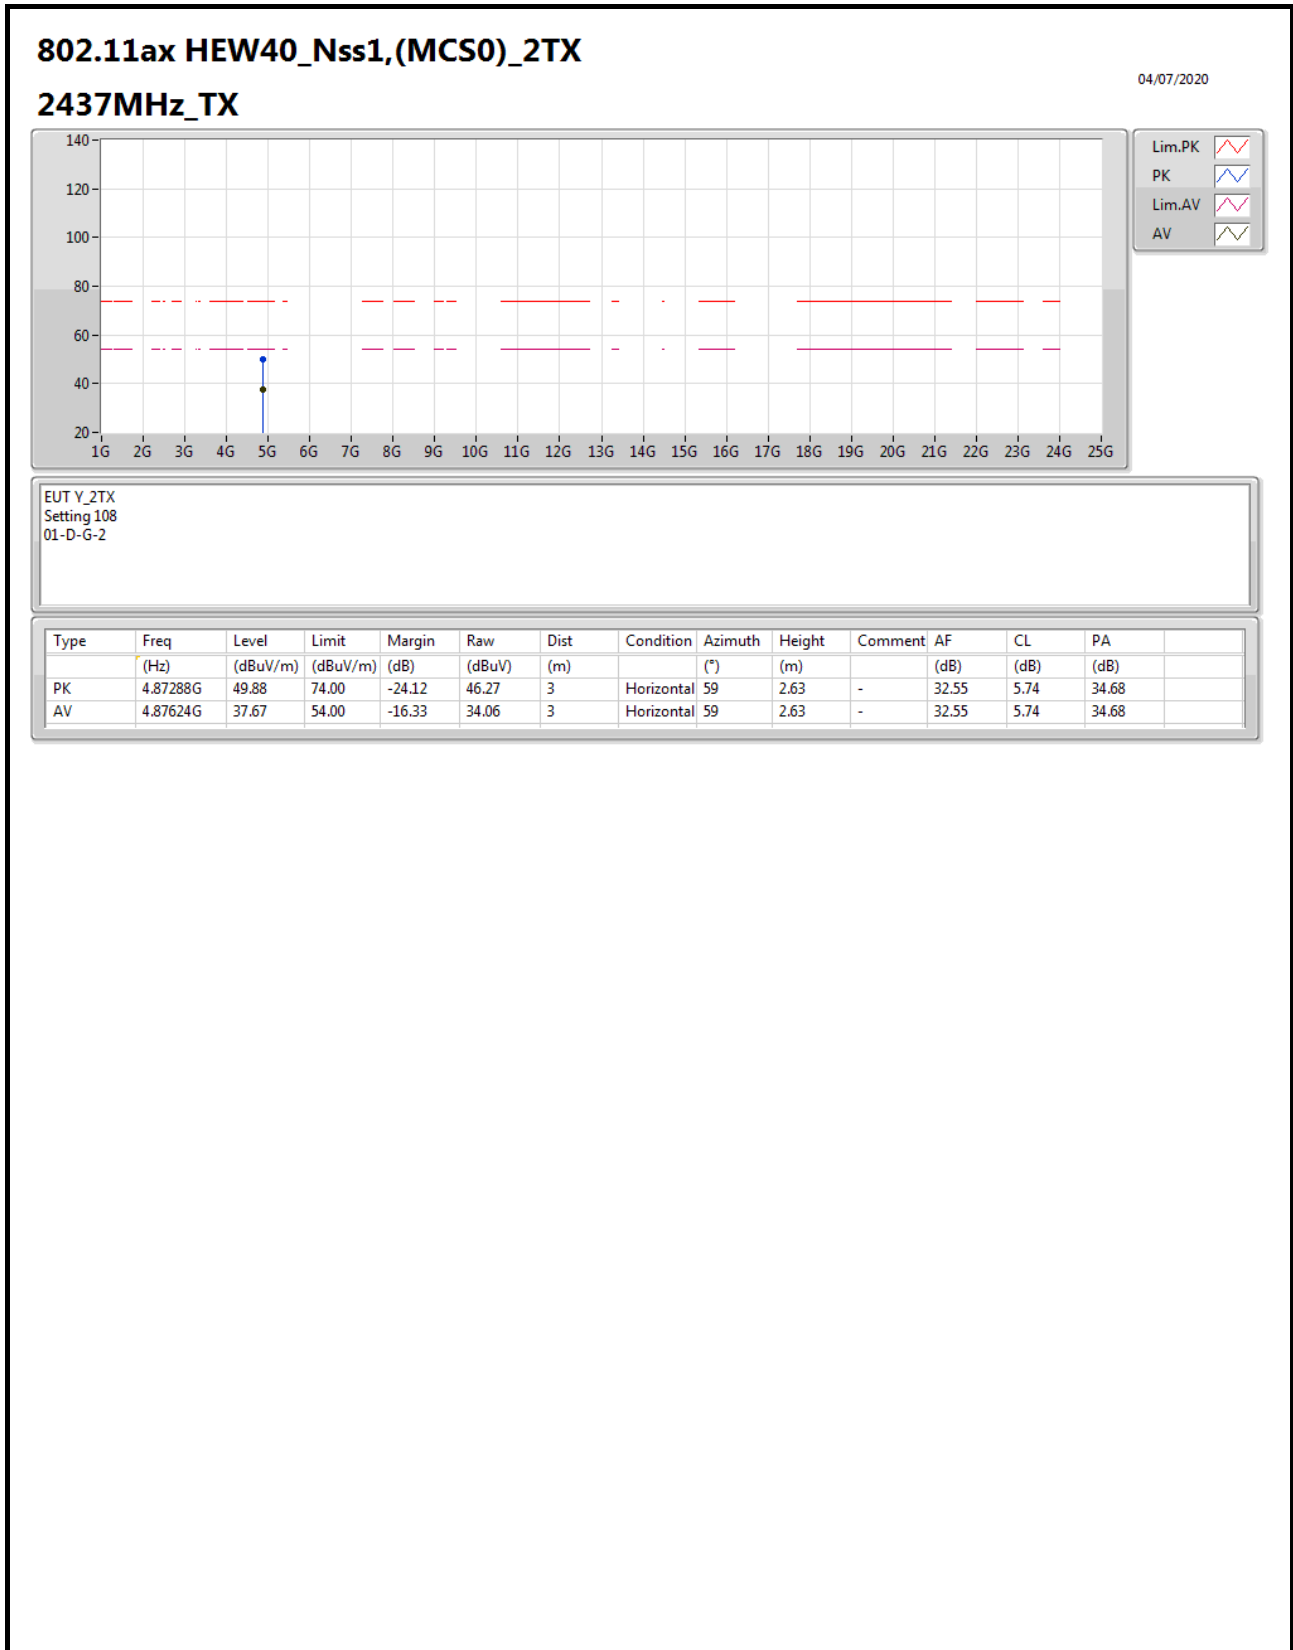 802.11ax HEW40_Nss1,(MCS0)_2TX
04/07/2020
2437MHz_TX
140
120
100
80
60
40
20
1G 2G 3G 4G 5G 6G 7G 8G 9G 10G 11G 12G 13G 14G 15G 16G 17G 18G 19G 20G 21G 22G 23G 24G 25G
Lim.PK
PK
Lim.AV
AV
EUT Y_2TX
Setting 108
01-D-G-2
Type Freq Level Limit Margin Raw Dist Condition Azimuth Height Comment AF CL PA
(Hz) (dBuV/m) (dBuV/m) (dB) (dBuV) (m) (°) (m) (dB) (dB) (dB)
PK 4.87288G 49.88 74.00 -24.12 46.27 3 Horizontal 59 2.63 - 32.55 5.74 34.68
AV 4.87624G 37.67 54.00 -16.33 34.06 3 Horizontal 59 2.63 - 32.55 5.74 34.68